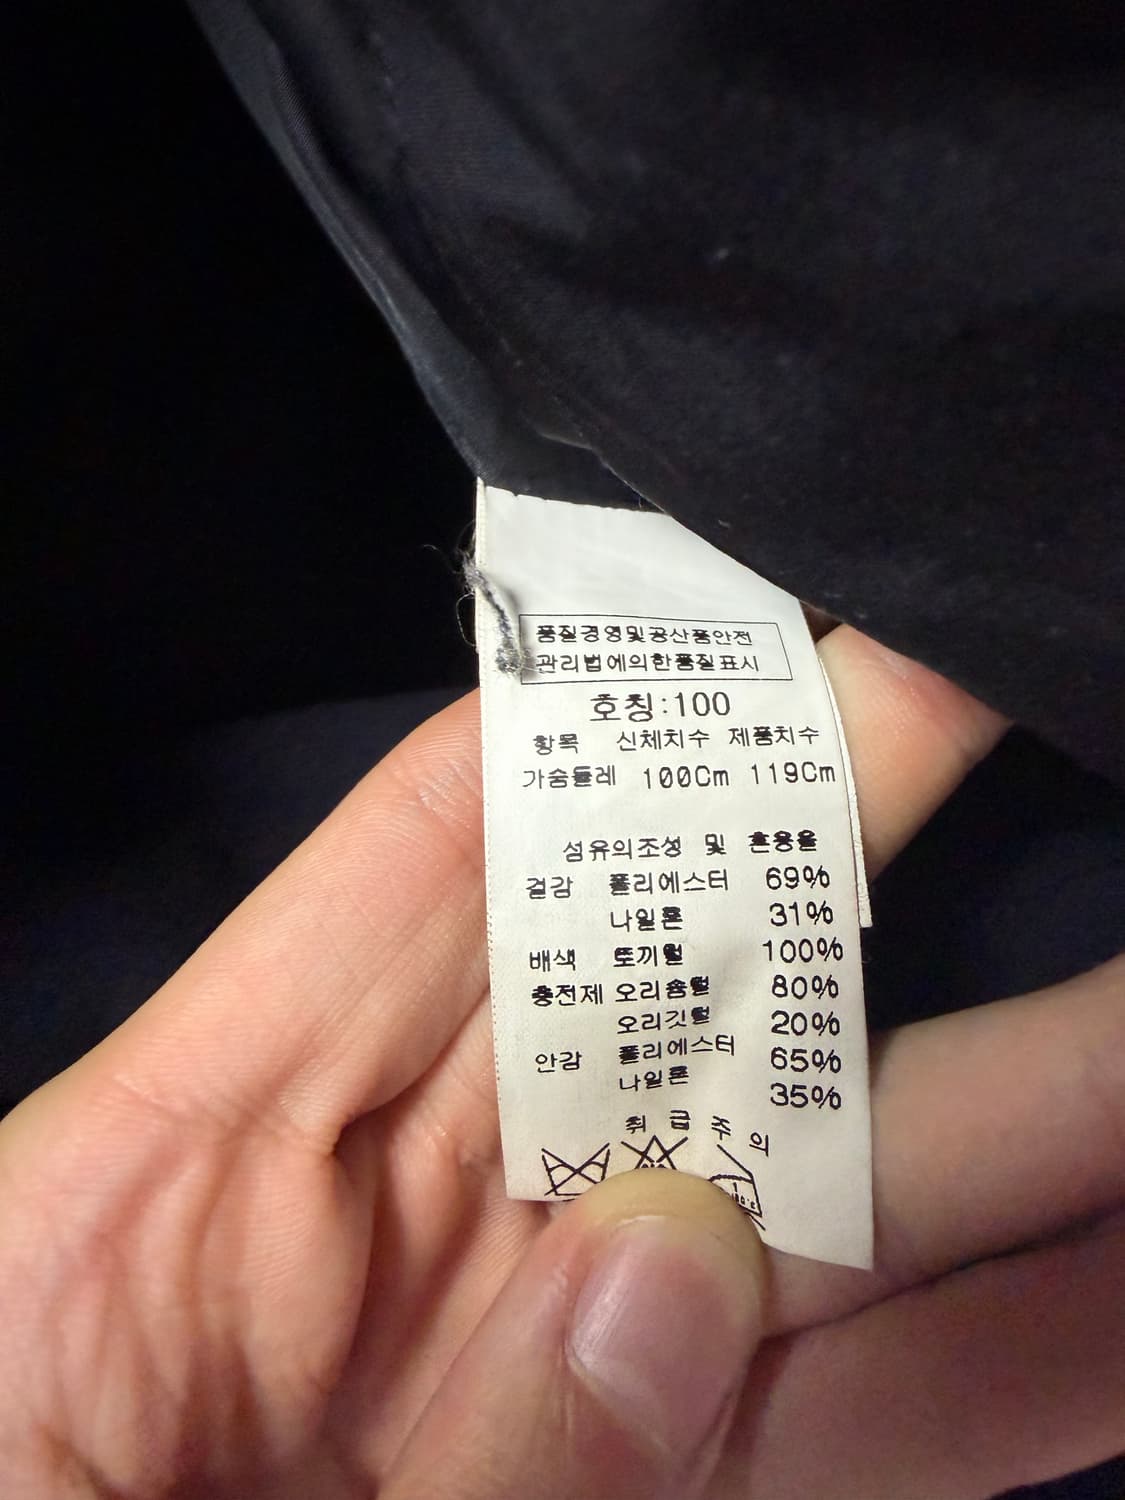 품질경영및공산품안전
관리법에의한품질표시
호칭:100
항목 신체치수 제품치수
가슴둘레 100Cm 119Cm
섬유의조성 및 혼용율
겉감 폴리에스터 69%
나일론 31%
배색 토끼털 100%
충전제 오리솜털 80%
오리깃털 20%
안감 폴리에스터 65%
나일론 35%
취급주의